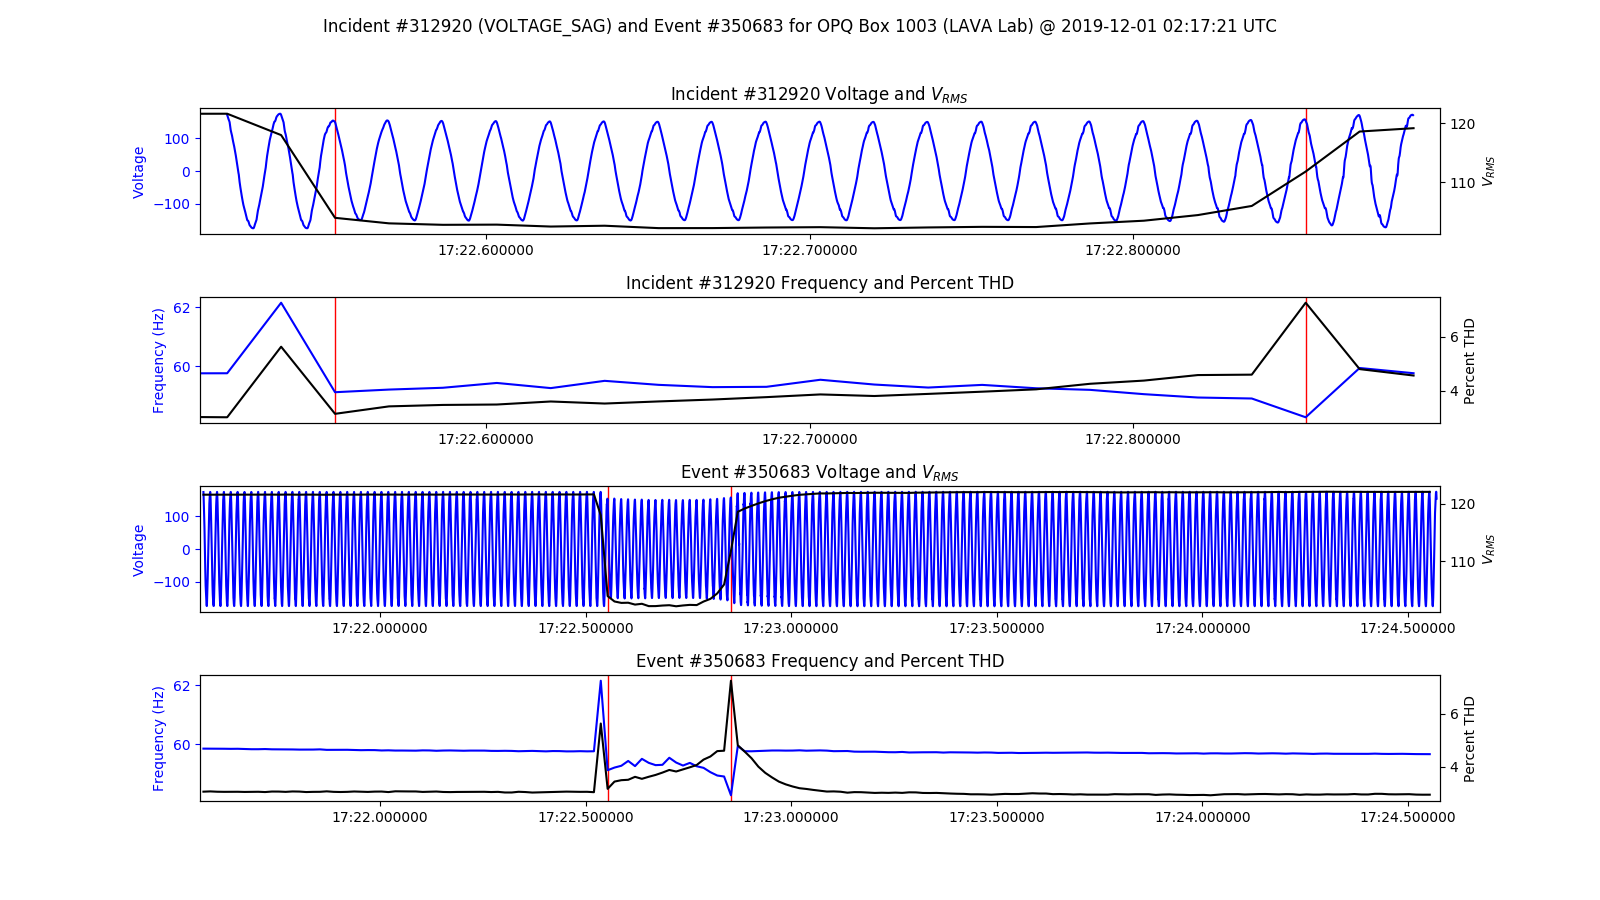 Incident #312920 (VOLTAGE_SAG) and Event #350683 for OPQ Box 1003 (LAVA Lab) @ 2019-12-01 02:17:21 UTC
Incident #312920 Voltage and V_RMS
Voltage
100
0
−100
120
110
V_RMS
17:22.600000 17:22.700000 17:22.800000
Incident #312920 Frequency and Percent THD
Frequency (Hz)
62
60
6
4
Percent THD
17:22.600000 17:22.700000 17:22.800000
Event #350683 Voltage and V_RMS
Voltage
100
0
−100
120
110
V_RMS
17:22.000000 17:22.500000 17:23.000000 17:23.500000 17:24.000000 17:24.500000
Event #350683 Frequency and Percent THD
Frequency (Hz)
62
60
6
4
Percent THD
17:22.000000 17:22.500000 17:23.000000 17:23.500000 17:24.000000 17:24.500000